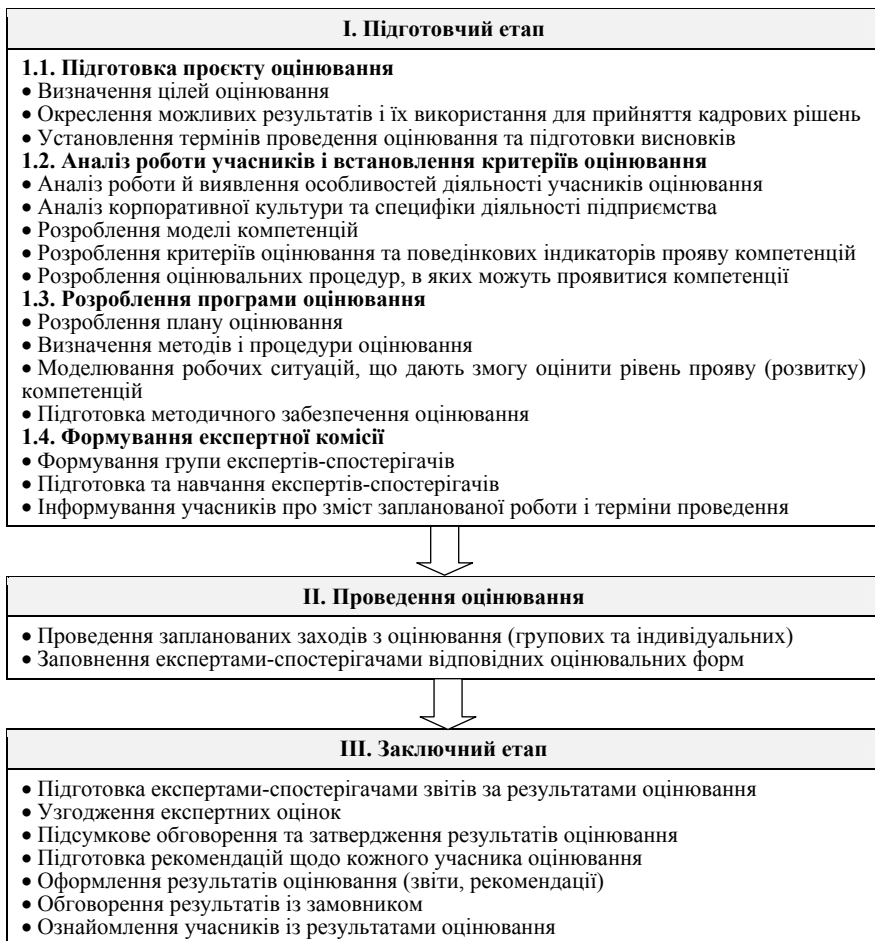 І. Підготовчий етап
1.1. Підготовка проєкту оцінювання
• Визначення цілей оцінювання
• Окреслення можливих результатів і їх використання для прийняття кадрових рішень
• Установлення термінів проведення оцінювання та підготовки висновків
1.2. Аналіз роботи учасників і встановлення критеріїв оцінювання
• Аналіз роботи й виявлення особливостей діяльності учасників оцінювання
• Аналіз корпоративної культури та специфіки діяльності підприємства
• Розроблення моделі компетенцій
• Розроблення критеріїв оцінювання та поведінкових індикаторів прояву компетенцій
• Розроблення оцінювальних процедур, в яких можуть проявитися компетенції
1.3. Розроблення програми оцінювання
• Розроблення плану оцінювання
• Визначення методів і процедури оцінювання
• Моделювання робочих ситуацій, що дають змогу оцінити рівень прояву (розвитку)
компетенцій
• Підготовка методичного забезпечення оцінювання
1.4. Формування експертної комісії
• Формування групи експертів-спостерігачів
• Підготовка та навчання експертів-спостерігачів
• Інформування учасників про зміст запланованої роботи і терміни проведення
ІІ. Проведення оцінювання
• Проведення запланованих заходів з оцінювання (групових та індивідуальних)
• Заповнення експертами-спостерігачами відповідних оцінювальних форм
ІІІ. Заключний етап
• Підготовка експертами-спостерігачами звітів за результатами оцінювання
• Узгодження експертних оцінок
• Підсумкове обговорення та затвердження результатів оцінювання
• Підготовка рекомендацій щодо кожного учасника оцінювання
• Оформлення результатів оцінювання (звіти, рекомендації)
• Обговорення результатів із замовником
• Ознайомлення учасників із результатами оцінювання